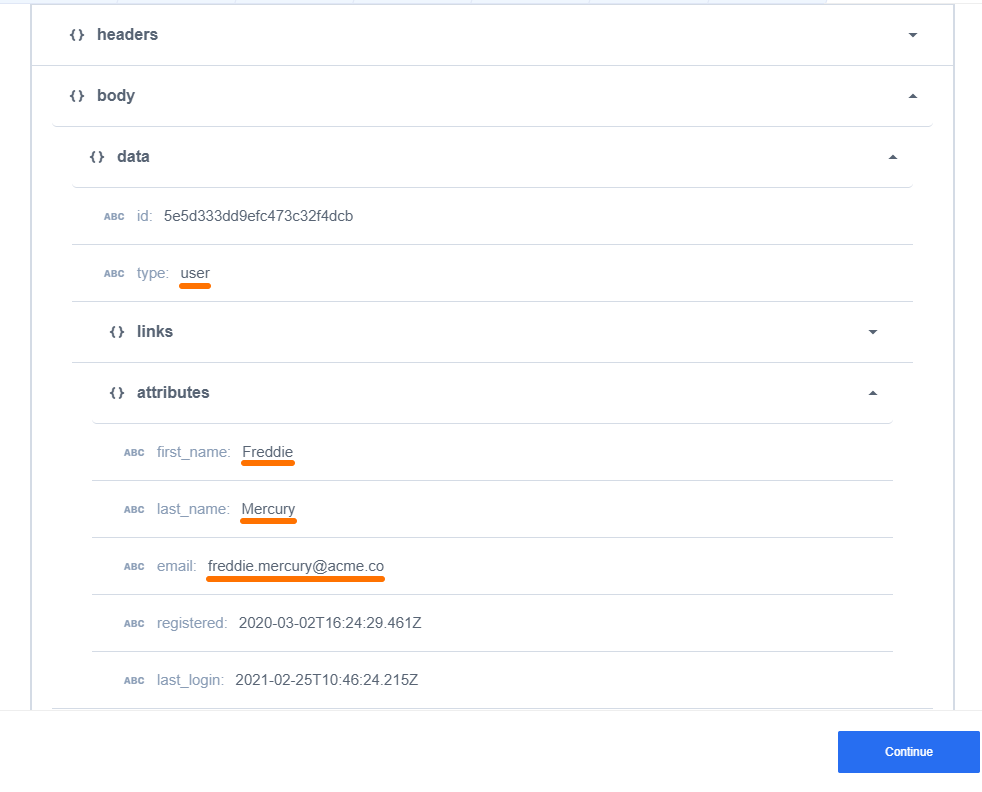 {} headers
{} body
{} data
ABC id: 5e5d333dd9efc473c32f4dcb
ABC type: user
{} links
{} attributes
ABC first_name: Freddie
ABC last_name: Mercury
ABC email: freddie.mercury@acme.co
ABC registered: 2020-03-02T16:24:29.461Z
ABC last_login: 2021-02-25T10:46:24.215Z
Continue